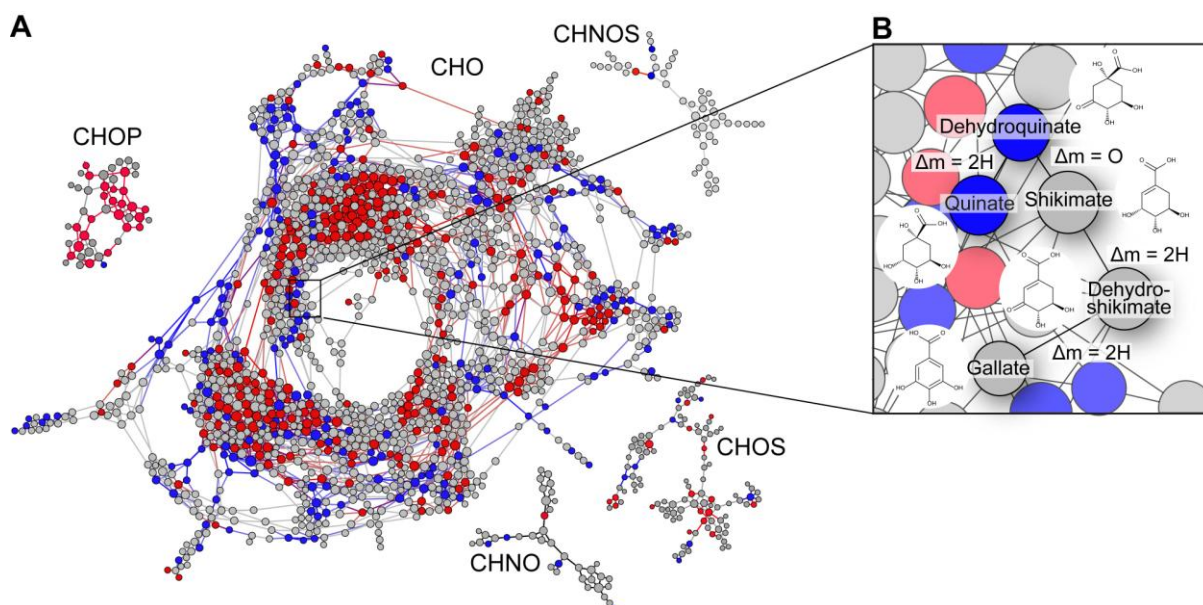 A
CHNOS
CHO
CHOP
CHOS
CHNO
B
Dehydroquinate
Δm = 2H
Δm = O
Quinate
Shikimate
Δm = 2H
Dehydro-
shikimate
Δm = 2H
Gallate